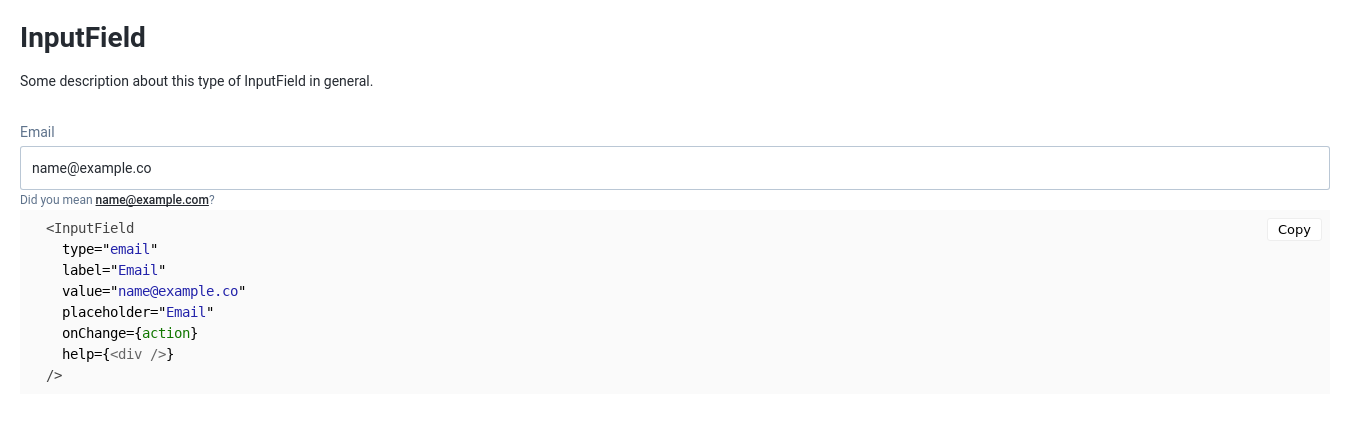 InputField
Some description about this type of InputField in general.
Email
name@example.co
Did you mean name@example.com?
<InputField
Copy
type="email"
label="Email"
value="name@example.co"
placeholder="Email"
onChange={action}
help={<div />}
/>